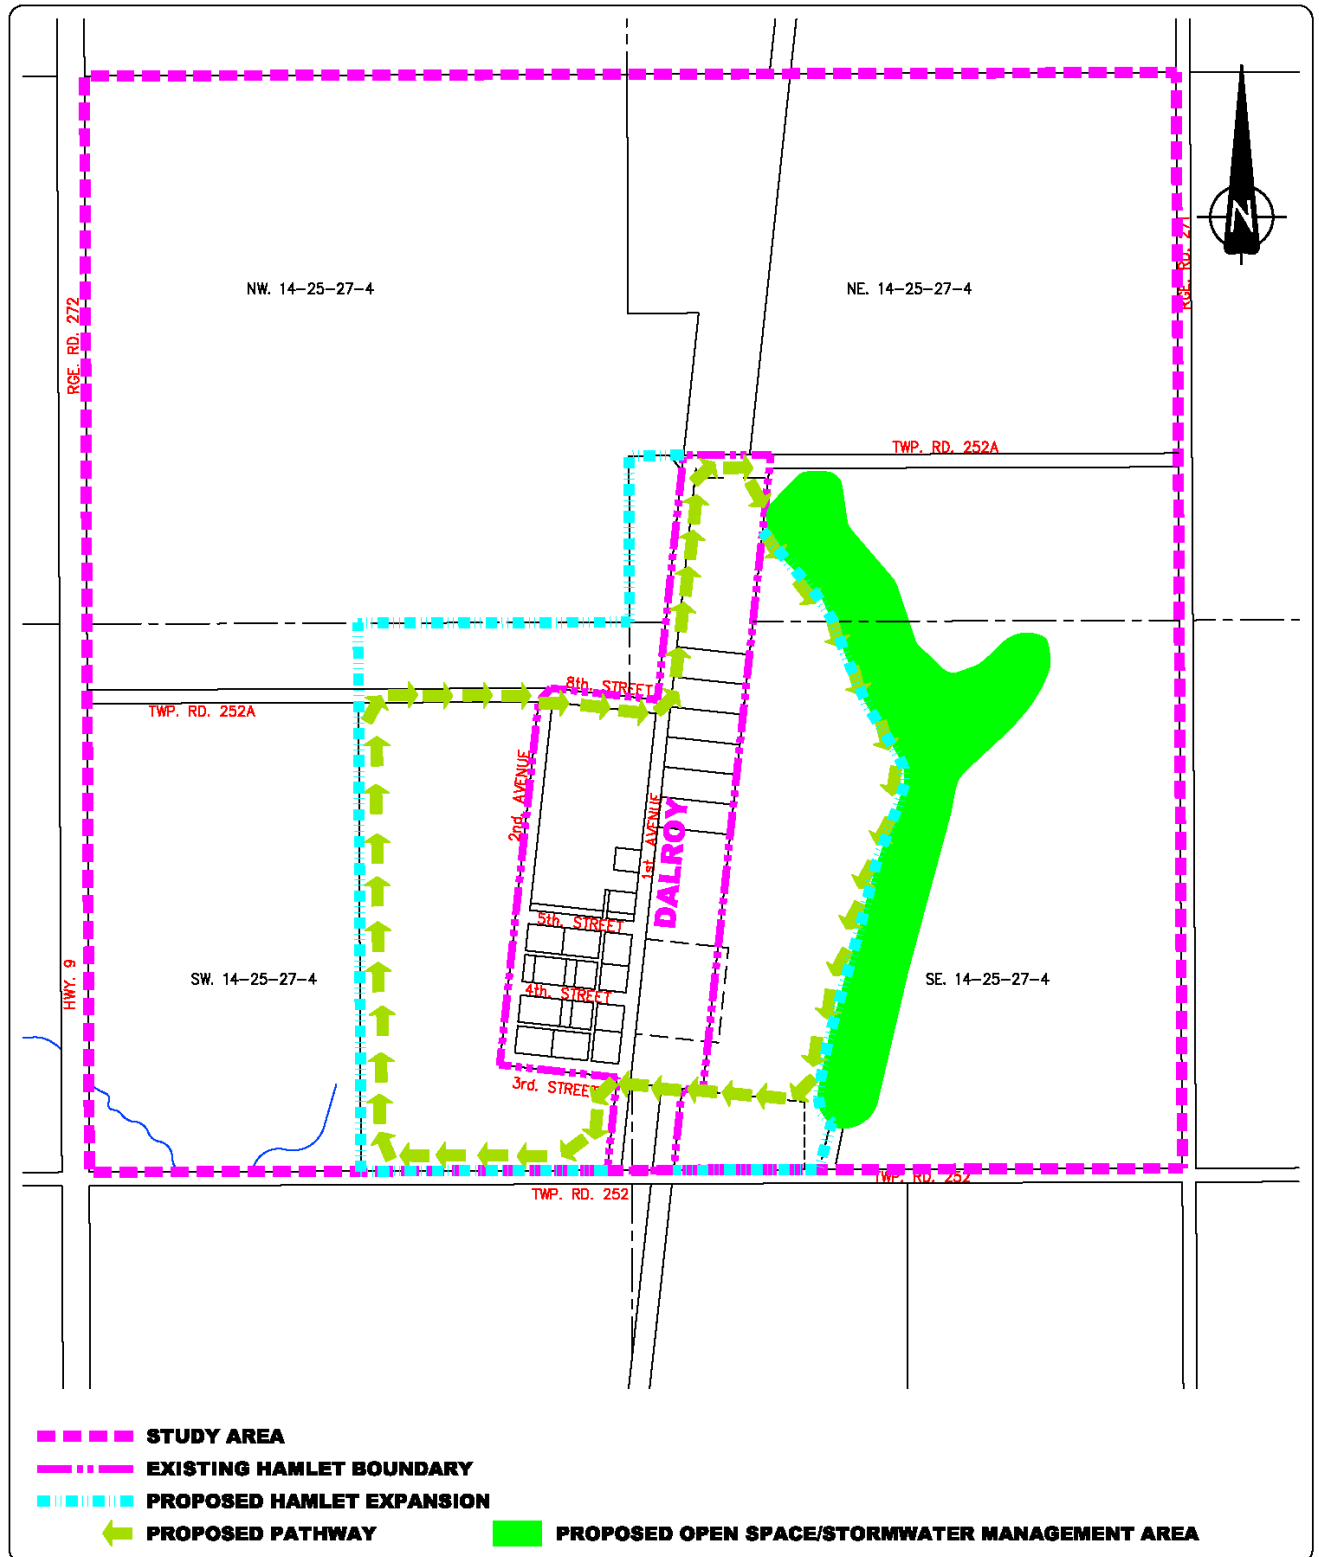 N
NW. 14-25-27-4
NE. 14-25-27-4
RGE. RD. 271
RGE. RD. 272
TWP. RD. 252A
8th. STREET
TWP. RD. 252A
2nd. AVENUE
1st. AVENUE
DALROY
5th. STREET
SW. 14-25-27-4
4th. STREET
SE. 14-25-27-4
HWY. 9
3rd. STREET
TWP. RD. 252
TWP. RD. 252
STUDY AREA
EXISTING HAMLET BOUNDARY
PROPOSED HAMLET EXPANSION
PROPOSED PATHWAY
PROPOSED OPEN SPACE/STORMWATER MANAGEMENT AREA